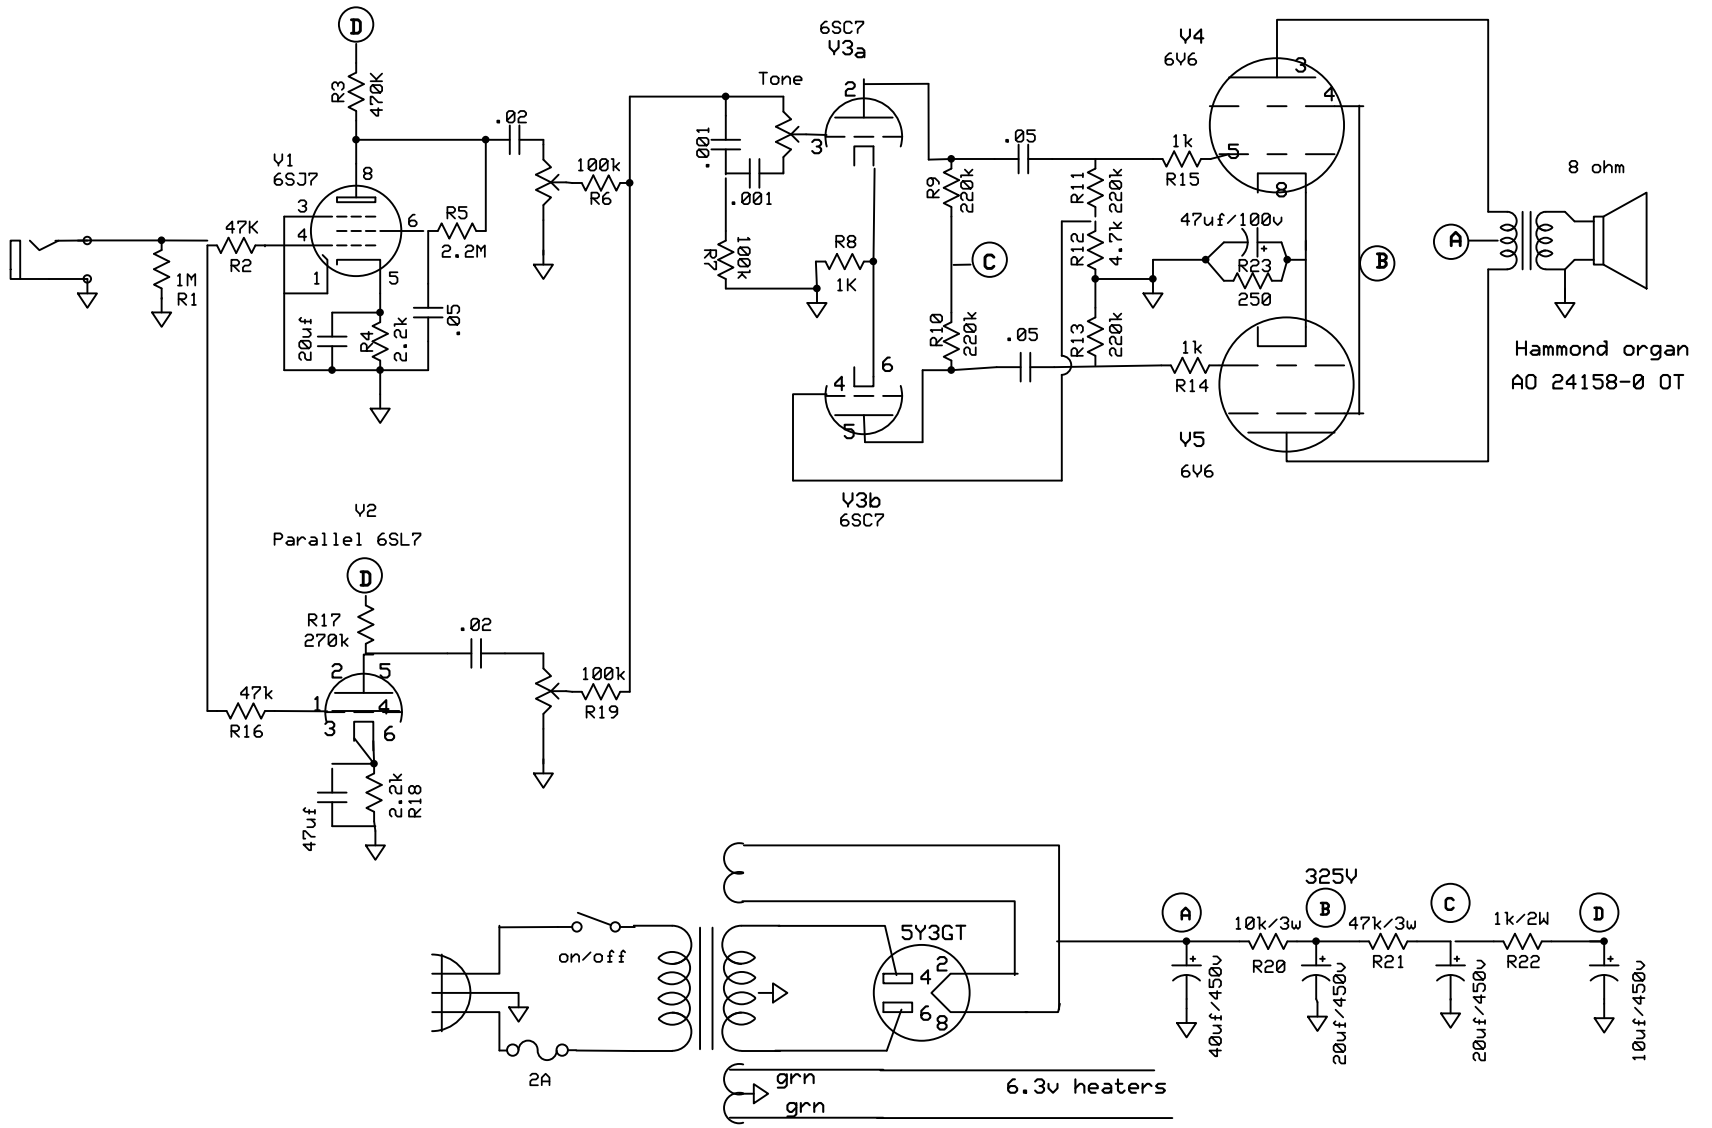 D
R3
470K
.02
V1
6SJ7
8
3
4
1
6
5
R5
2.2M
100k
R6
47K
R2
1M
R1
20uf
R4
2.2k
.05
V2
Parallel 6SL7
D
R17
270k
.02
2
5
1
4
3
6
47k
R16
100k
R19
47uf
2.2k
R18
6SC7
V3a
Tone
2
3
.001
.001
R7
100k
R8
1K
6
4
5
V3b
6SC7
R9
220k
C
R10
220k
.05
.05
R11
220k
R12
4.7k
R13
220k
1k
R15
1k
R14
V4
6V6
3
4
5
8
47uf/100v
+
R23
250
B
V5
6V6
A
8 ohm
Hammond organ
AO 24158-0 OT
on/off
2A
5Y3GT
4
2
6
8
grn
grn
6.3v heaters
325V
A
B
C
D
10k/3w
R20
47k/3w
R21
1k/2W
R22
+
+
+
+
40uf/450v
20uf/450v
20uf/450v
10uf/450v